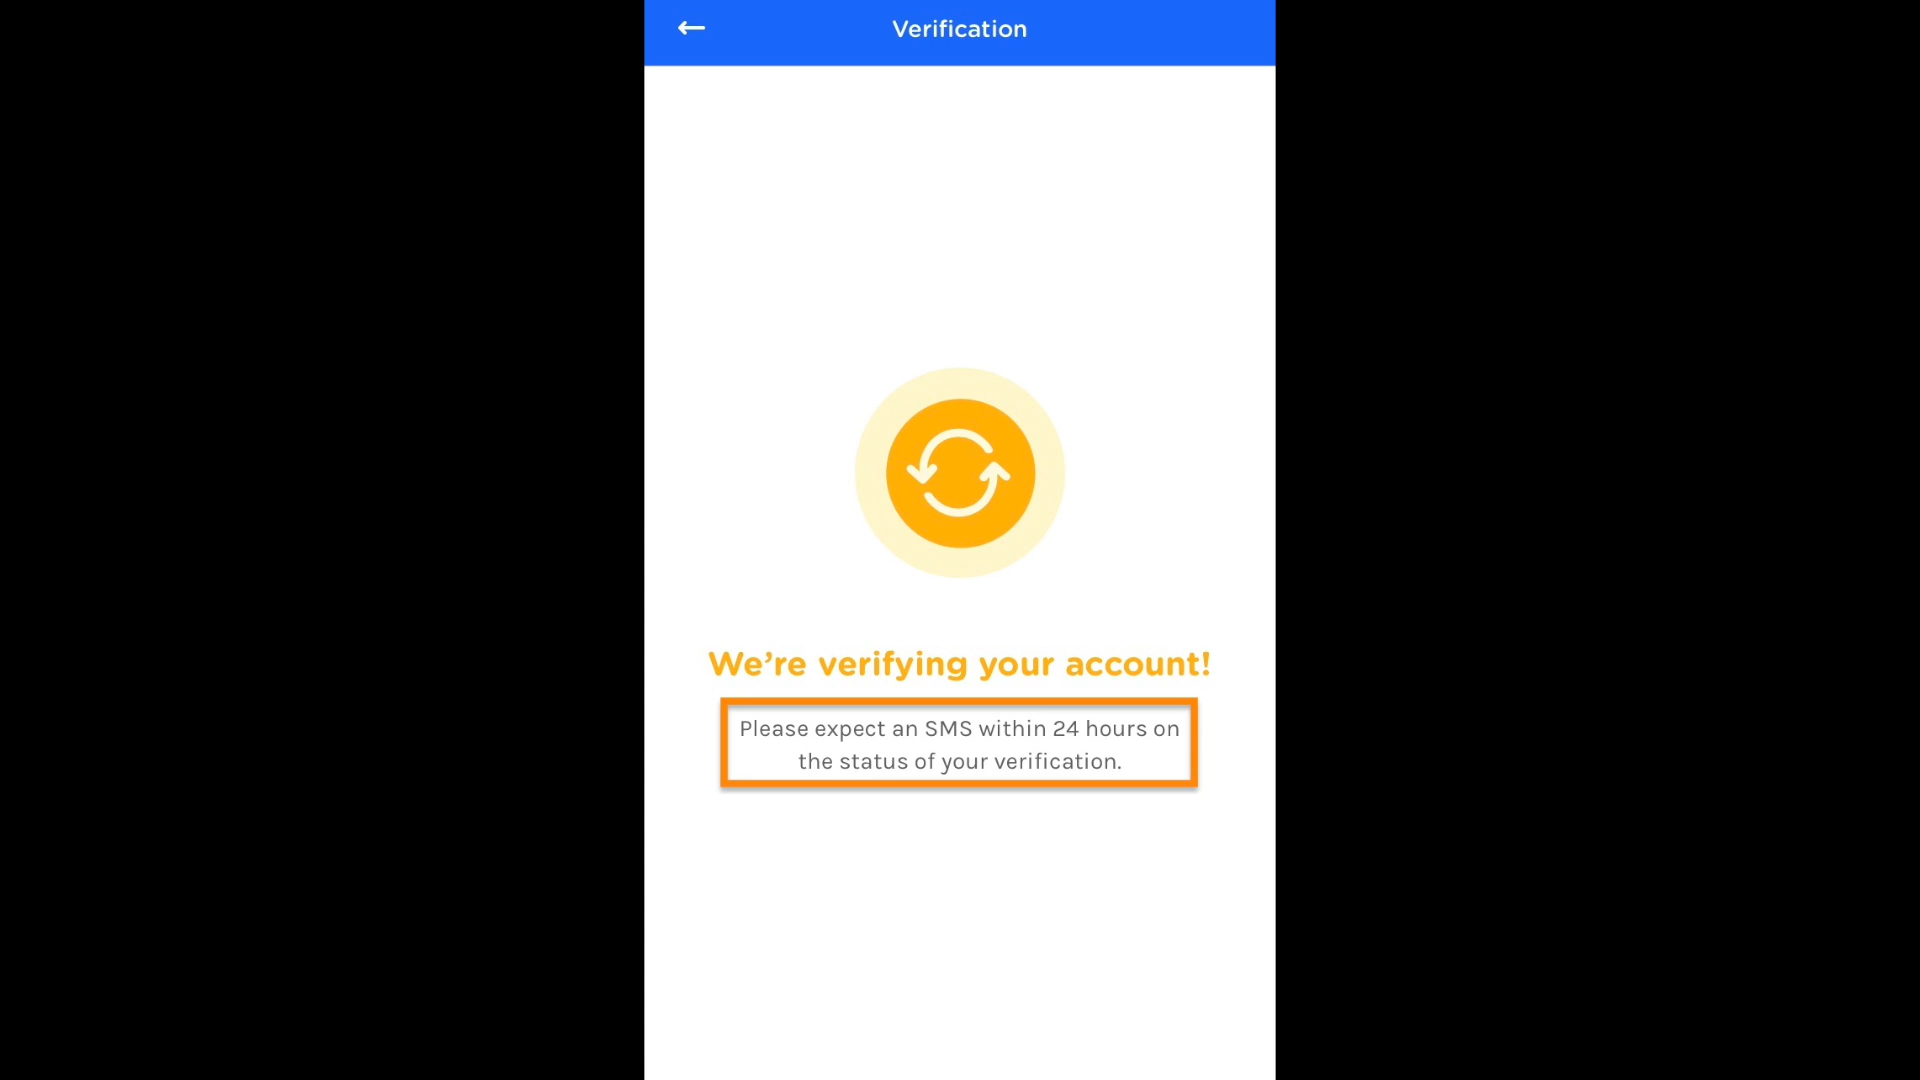 Verification
We’re verifying your account!
Please expect an SMS within 24 hours on
the status of your verification.